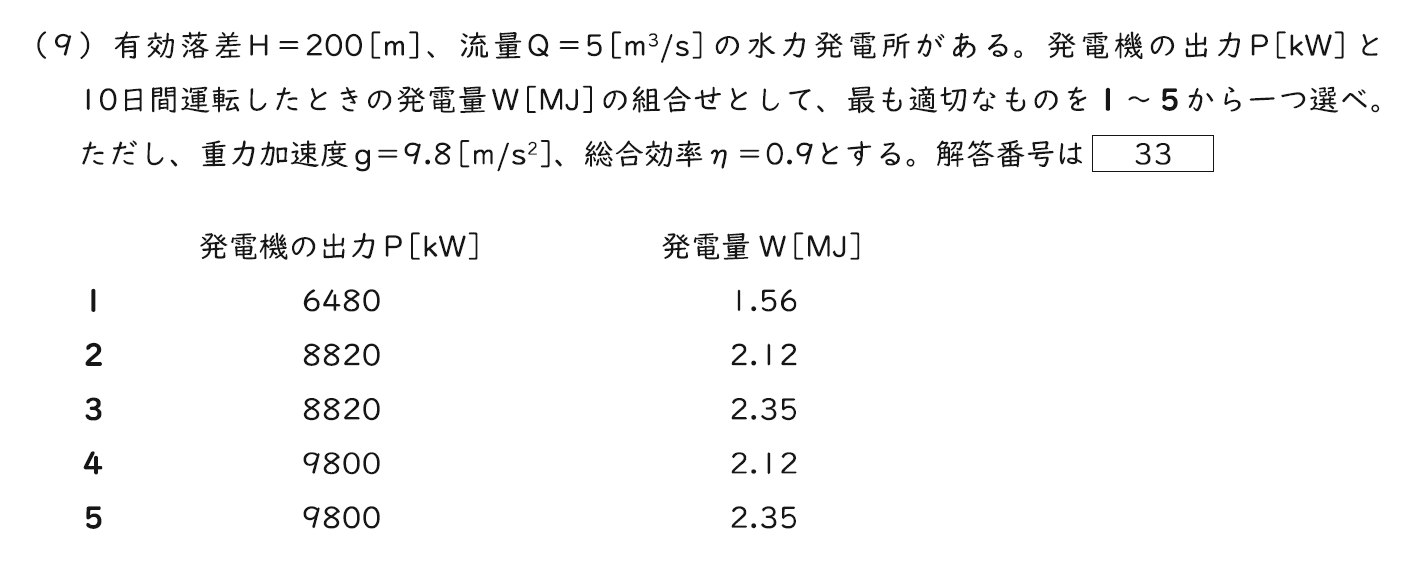 (9) 有効落差H＝200[m]、流量Q＝5[m³/s]の水力発電所がある。発電機の出力P[kW]と
10日間運転したときの発電量W[MJ]の組合せとして、最も適切なものを1～5から一つ選べ。
ただし、重力加速度g＝9.8[m/s²]、総合効率η＝0.9とする。解答番号は 33
発電機の出力P[kW] 発電量 W[MJ]
1 6480 1.56
2 8820 2.12
3 8820 2.35
4 9800 2.12
5 9800 2.35